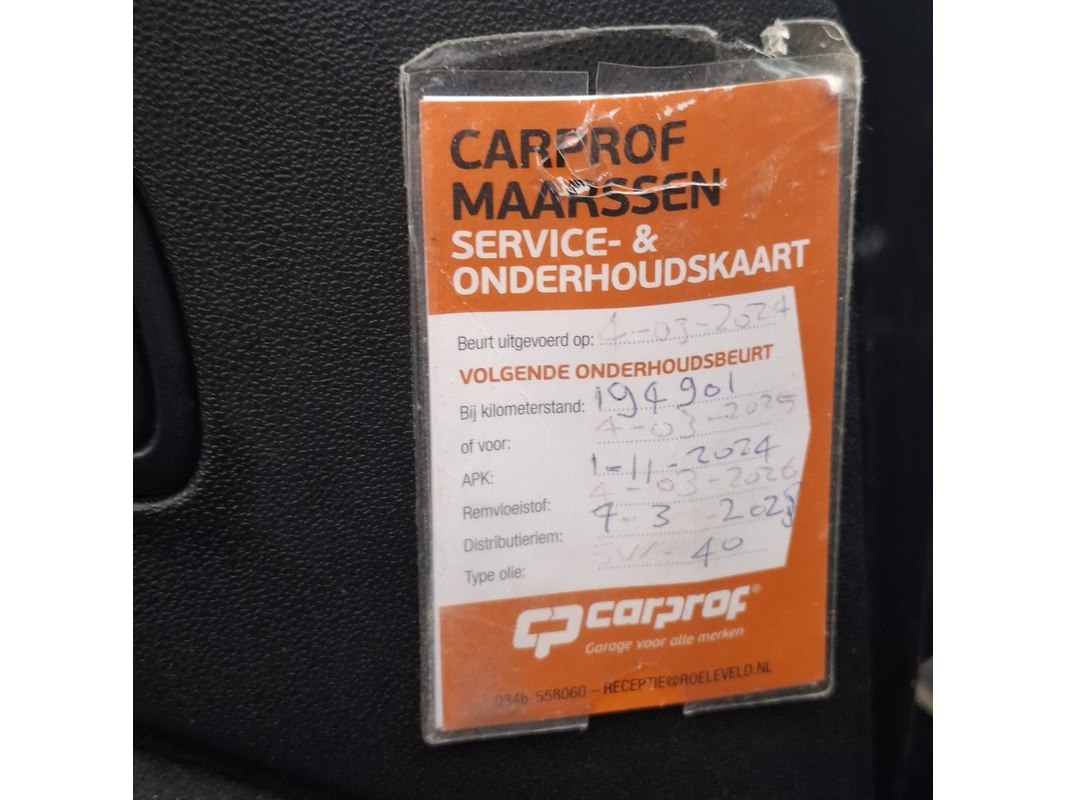 CARPROF
MAARSSEN
SERVICE- &
ONDERHOUDSKAART
Beurt uitgevoerd op: 4-03-2024
VOLGENDE ONDERHOUDSBEURT
Bij kilometerstand: 194901
of voor: 4-03-2025
APK: 1-11-2024
Remvloeistof: 4-03-2026
Distributieriem: 4-3-2028
Type olie: 5W-40
cp carprof®
Garage voor alle merken
0346-558060 – RECEPTIE@ROELEVELD.NL